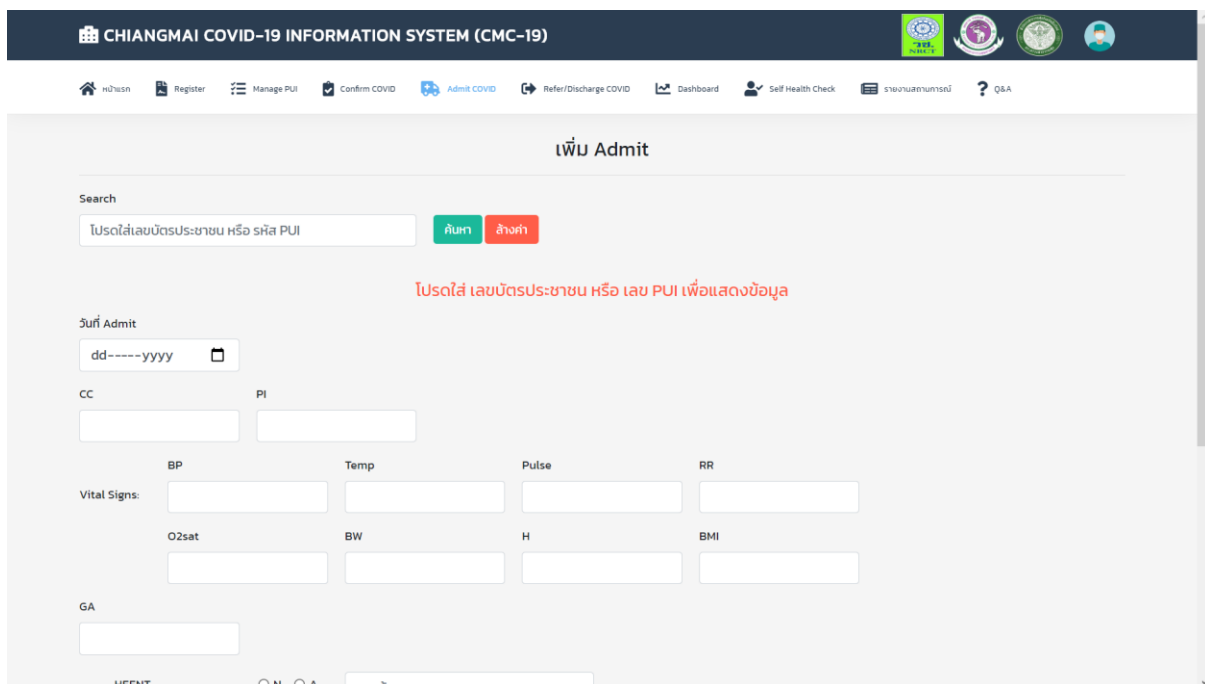 CHIANGMAI COVID-19 INFORMATION SYSTEM (CMC-19)
วช.
NRCT
หน้าแรก Register Manage PUI Confirm COVID Admit COVID Refer/Discharge COVID Dashboard Self Health Check รายงานสถานการณ์ Q&A
เพิ่ม Admit
Search
โปรดใส่เลขบัตรประชาชน หรือ รหัส PUI ค้นหา ล้างค่า
โปรดใส่ เลขบัตรประชาชน หรือ เลข PUI เพื่อแสดงข้อมูล
วันที่ Admit
dd-----yyyy
CC PI
BP Temp Pulse RR
Vital Signs:
O2sat BW H BMI
GA
HEENT N A